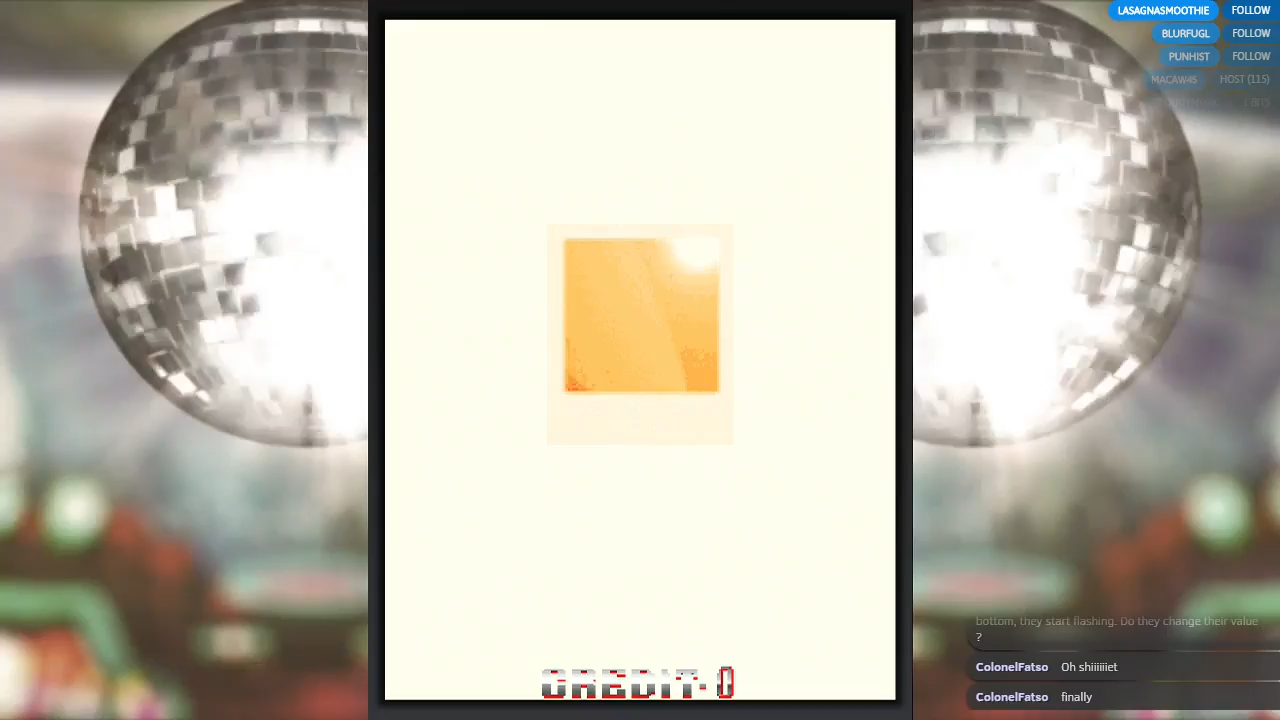 LASAGNASMOOTHIE FOLLOW
BLURFUGL FOLLOW
PUNHIST FOLLOW
MACAW45 HOST (115)
bottom, they start flashing. Do they change their value
?
ColonelFatso Oh shiiiiiiet
ColonelFatso finally
CREDIT 0